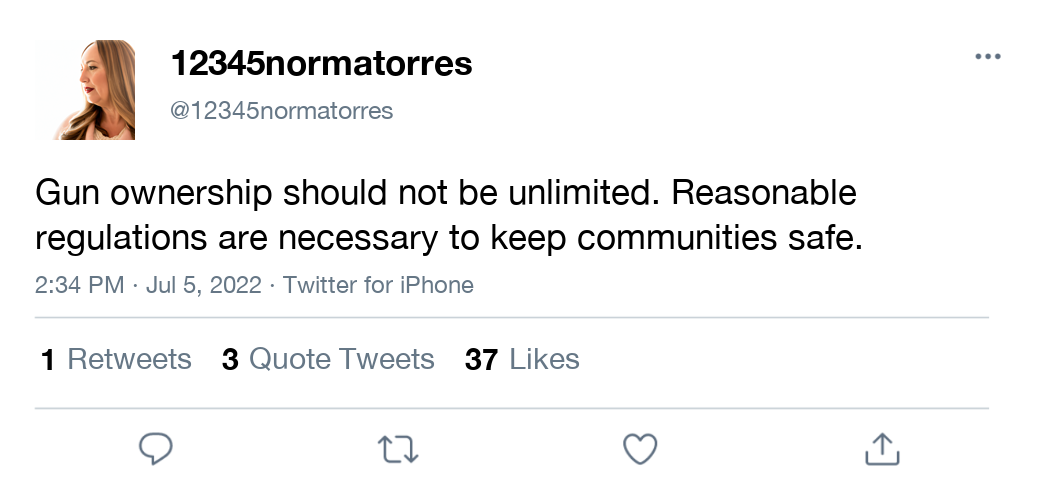 12345normatorres
@12345normatorres
Gun ownership should not be unlimited. Reasonable
regulations are necessary to keep communities safe.
2:34 PM · Jul 5, 2022 · Twitter for iPhone
1 Retweets 3 Quote Tweets 37 Likes